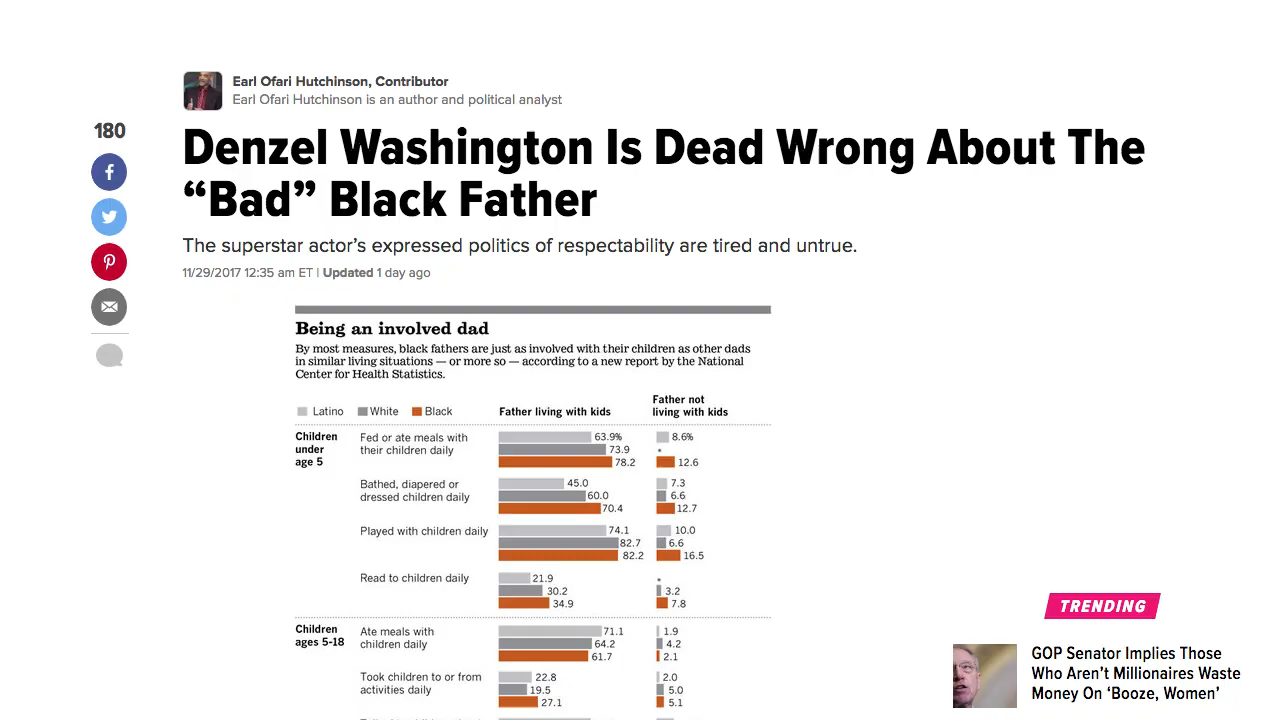 Earl Ofari Hutchinson, Contributor
Earl Ofari Hutchinson is an author and political analyst
180
Denzel Washington Is Dead Wrong About The
“Bad” Black Father
The superstar actor’s expressed politics of respectability are tired and untrue.
11/29/2017 12:35 am ET | Updated 1 day ago
Being an involved dad
By most measures, black fathers are just as involved with their children as other dads
in similar living situations — or more so — according to a new report by the National
Center for Health Statistics.
Latino White Black Father living with kids Father not
living with kids
Children
under
age 5
Fed or ate meals with
their children daily
63.9% 8.6%
73.9 *
78.2 12.6
Bathed, diapered or
dressed children daily
45.0 7.3
60.0 6.6
70.4 12.7
Played with children daily
74.1 10.0
82.7 6.6
82.2 16.5
Read to children daily
21.9 *
30.2 3.2
34.9 7.8
Children
ages 5-18
Ate meals with
children daily
71.1 1.9
64.2 4.2
61.7 2.1
Took children to or from
activities daily
22.8 2.0
19.5 5.0
27.1 5.1
TRENDING
GOP Senator Implies Those
Who Aren’t Millionaires Waste
Money On ‘Booze, Women’